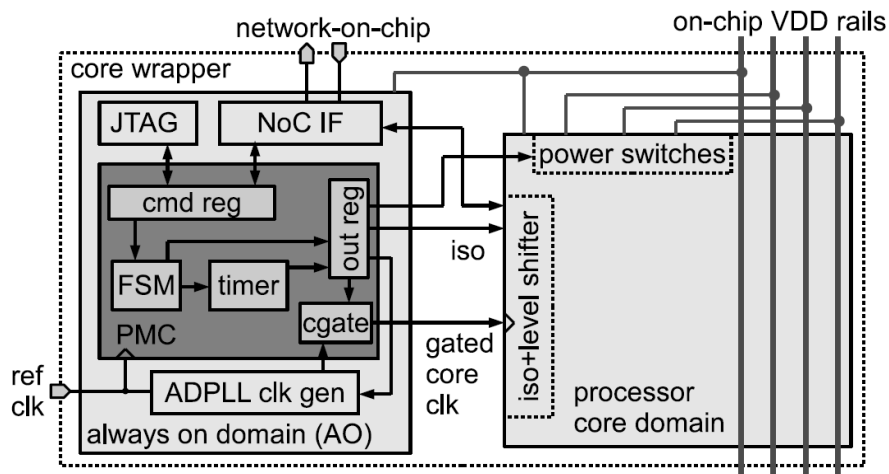 network-on-chip
on-chip VDD rails
core wrapper
JTAG
NoC IF
power switches
cmd reg
out reg
iso
iso+level shifter
FSM
timer
cgate
PMC
gated
core
clk
ref
clk
ADPLL clk gen
processor
core domain
always on domain (AO)